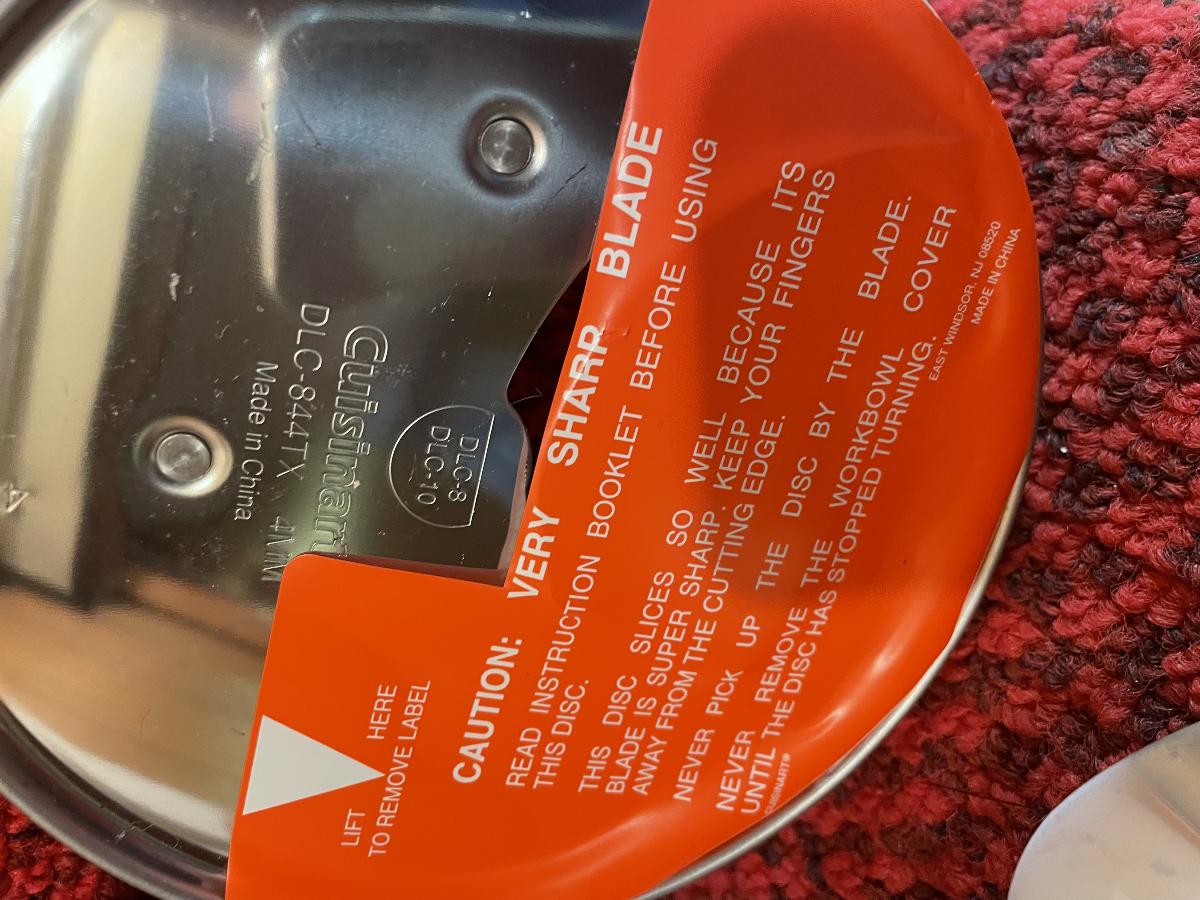 Cuisinart
DLC-844TX 4MM
Made in China
DLC-8
DLC-10
LIFT HERE
TO REMOVE LABEL
CAUTION: VERY SHARP BLADE
READ INSTRUCTION BOOKLET BEFORE USING
THIS DISC.
THIS DISC SLICES SO WELL BECAUSE ITS
BLADE IS SUPER SHARP. KEEP YOUR FINGERS
AWAY FROM THE CUTTING EDGE.
NEVER PICK UP THE DISC BY THE BLADE.
NEVER REMOVE THE WORKBOWL COVER
UNTIL THE DISC HAS STOPPED TURNING.
CUISINART® EAST WINDSOR, NJ 08520
MADE IN CHINA